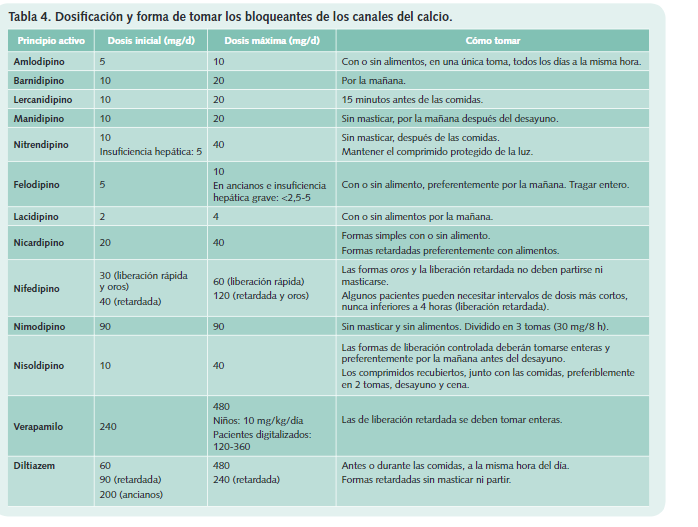 Tabla 4. Dosificación y forma de tomar los bloqueantes de los canales del calcio.
Principio activo Dosis inicial (mg/d) Dosis máxima (mg/d) Cómo tomar
Amlodipino 5 10 Con o sin alimentos, en una única toma, todos los días a la misma hora.
Barnidipino 10 20 Por la mañana.
Lercanidipino 10 20 15 minutos antes de las comidas.
Manidipino 10 20 Sin masticar, por la mañana después del desayuno.
Nitrendipino
10
Insuficiencia hepática: 5
40
Sin masticar, después de las comidas.
Mantener el comprimido protegido de la luz.
Felodipino
5
10
En ancianos e insuficiencia
hepática grave: <2,5-5
Con o sin alimento, preferentemente por la mañana. Tragar entero.
Lacidipino 2 4 Con o sin alimentos por la mañana.
Nicardipino
20
40
Formas simples con o sin alimento.
Formas retardadas preferentemente con alimentos.
Nifedipino
30 (liberación rápida
y oros)
40 (retardada)
60 (liberación rápida)
120 (retardada y oros)
Las formas oros y la liberación retardada no deben partirse ni
masticarse.
Algunos pacientes pueden necesitar intervalos de dosis más cortos,
nunca inferiores a 4 horas (liberación retardada).
Nimodipino 90 90 Sin masticar y sin alimentos. Dividido en 3 tomas (30 mg/8 h).
Nisoldipino
10
40
Las formas de liberación controlada deberán tomarse enteras y
preferentemente por la mañana antes del desayuno.
Los comprimidos recubiertos, junto con las comidas, preferiblemente
en 2 tomas, desayuno y cena.
Verapamilo
240
480
Niños: 10 mg/kg/día
Pacientes digitalizados:
120-360
Las de liberación retardada se deben tomar enteras.
Diltiazem
60
90 (retardada)
200 (ancianos)
480
240 (retardada)
Antes o durante las comidas, a la misma hora del día.
Formas retardadas sin masticar ni partir.